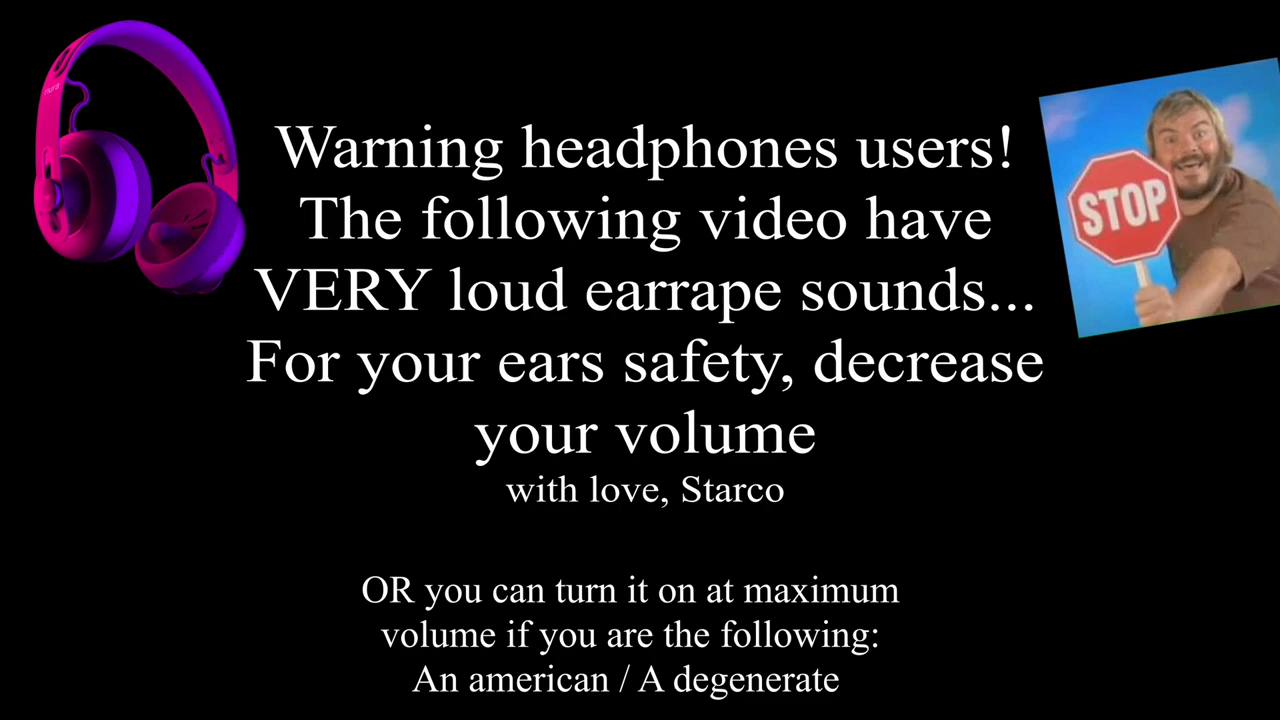 nura
Warning headphones users!
The following video have
VERY loud earrape sounds...
For your ears safety, decrease
your volume
with love, Starco
STOP
OR you can turn it on at maximum
volume if you are the following:
An american / A degenerate